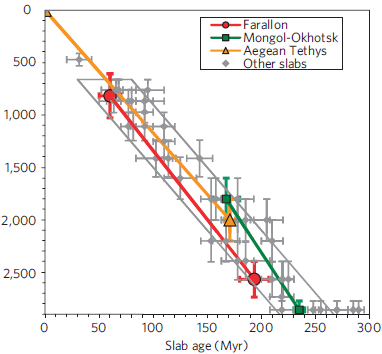 0
500
1,000
1,500
2,000
2,500
Farallon
Mongol-Okhotsk
Aegean Tethys
Other slabs
0 50 100 150 200 250 300
Slab age (Myr)